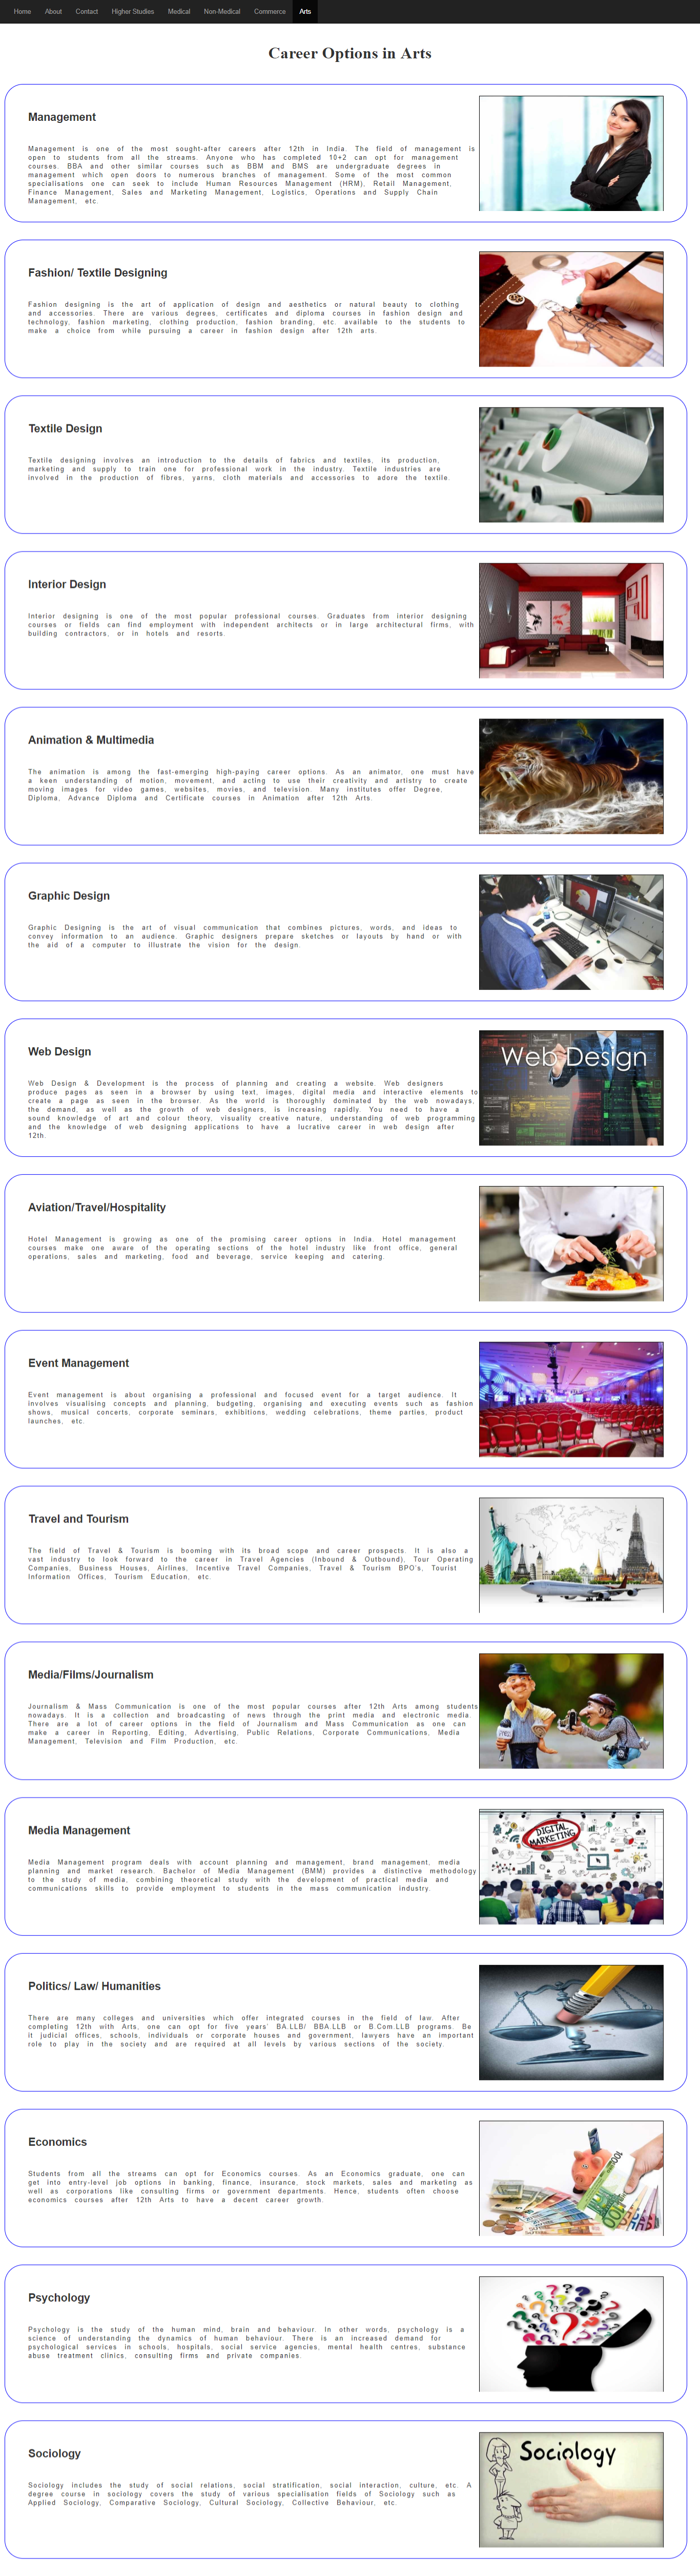 Home About Contact Higher Studies Medical Non-Medical Commerce Arts
Career Options in Arts
Management
Management is one of the most sought-after careers after 12th in India. The field of management is
open to students from all the streams. Anyone who has completed 10+2 can opt for management
courses. BBA and other similar courses such as BBM and BMS are undergraduate degrees in
management which open doors to numerous branches of management. Some of the most common
specialisations one can seek to include Human Resources Management (HRM), Retail Management,
Finance Management, Sales and Marketing Management, Logistics, Operations and Supply Chain
Management, etc.
Fashion/ Textile Designing
Fashion designing is the art of application of design and aesthetics or natural beauty to clothing
and accessories. There are various degrees, certificates and diploma courses in fashion design and
technology, fashion marketing, clothing production, fashion branding, etc. available to the students to
make a choice from while pursuing a career in fashion design after 12th arts.
Textile Design
Textile designing involves an introduction to the details of fabrics and textiles, its production,
marketing and supply to train one for professional work in the industry. Textile industries are
involved in the production of fibres, yarns, cloth materials and accessories to adore the textile.
Interior Design
Interior designing is one of the most popular professional courses. Graduates from interior designing
courses or fields can find employment with independent architects or in large architectural firms, with
building contractors, or in hotels and resorts.
Animation & Multimedia
The animation is among the fast-emerging high-paying career options. As an animator, one must have
a keen understanding of motion, movement, and acting to use their creativity and artistry to create
moving images for video games, websites, movies, and television. Many institutes offer Degree,
Diploma, Advance Diploma and Certificate courses in Animation after 12th Arts.
Graphic Design
Graphic Designing is the art of visual communication that combines pictures, words, and ideas to
convey information to an audience. Graphic designers prepare sketches or layouts by hand or with
the aid of a computer to illustrate the vision for the design.
Web Design
Web Design & Development is the process of planning and creating a website. Web designers
produce pages as seen in a browser by using text, images, digital media and interactive elements to
create a page as seen in the browser. As the world is thoroughly dominated by the web nowadays,
the demand, as well as the growth of web designers, is increasing rapidly. You need to have a
sound knowledge of art and colour theory, visuality creative nature, understanding of web programming
and the knowledge of web designing applications to have a lucrative career in web design after
12th.
Web Design
Aviation/Travel/Hospitality
Hotel Management is growing as one of the promising career options in India. Hotel management
courses make one aware of the operating sections of the hotel industry like front office, general
operations, sales and marketing, food and beverage, service keeping and catering.
Event Management
Event management is about organising a professional and focused event for a target audience. It
involves visualising concepts and planning, budgeting, organising and executing events such as fashion
shows, musical concerts, corporate seminars, exhibitions, wedding celebrations, theme parties, product
launches, etc.
Travel and Tourism
The field of Travel & Tourism is booming with its broad scope and career prospects. It is also a
vast industry to look forward to the career in Travel Agencies (Inbound & Outbound), Tour Operating
Companies, Business Houses, Airlines, Incentive Travel Companies, Travel & Tourism BPO's, Tourist
Information Offices, Tourism Education, etc.
Media/Films/Journalism
Journalism & Mass Communication is one of the most popular courses after 12th Arts among students
nowadays. It is a collection and broadcasting of news through the print media and electronic media.
There are a lot of career options in the field of Journalism and Mass Communication as one can
make a career in Reporting, Editing, Advertising, Public Relations, Corporate Communications, Media
Management, Television and Film Production, etc.
Media Management
Media Management program deals with account planning and management, brand management, media
planning and market research. Bachelor of Media Management (BMM) provides a distinctive methodology
to the study of media, combining theoretical study with the development of practical media and
communications skills to provide employment to students in the mass communication industry.
DIGITAL
MARKETING
Politics/ Law/ Humanities
There are many colleges and universities which offer integrated courses in the field of law. After
completing 12th with Arts, one can opt for five years' BA.LLB/ BBA.LLB or B.Com.LLB programs. Be
it judicial offices, schools, individuals or corporate houses and government, lawyers have an important
role to play in the society and are required at all levels by various sections of the society.
Economics
Students from all the streams can opt for Economics courses. As an Economics graduate, one can
get into entry-level job options in banking, finance, insurance, stock markets, sales and marketing as
well as corporations like consulting firms or government departments. Hence, students often choose
economics courses after 12th Arts to have a decent career growth.
100
Psychology
Psychology is the study of the human mind, brain and behaviour. In other words, psychology is a
science of understanding the dynamics of human behaviour. There is an increased demand for
psychological services in schools, hospitals, social service agencies, mental health centres, substance
abuse treatment clinics, consulting firms and private companies.
Sociology
Sociology includes the study of social relations, social stratification, social interaction, culture, etc. A
degree course in sociology covers the study of various specialisation fields of Sociology such as
Applied Sociology, Comparative Sociology, Cultural Sociology, Collective Behaviour, etc.
Sociology